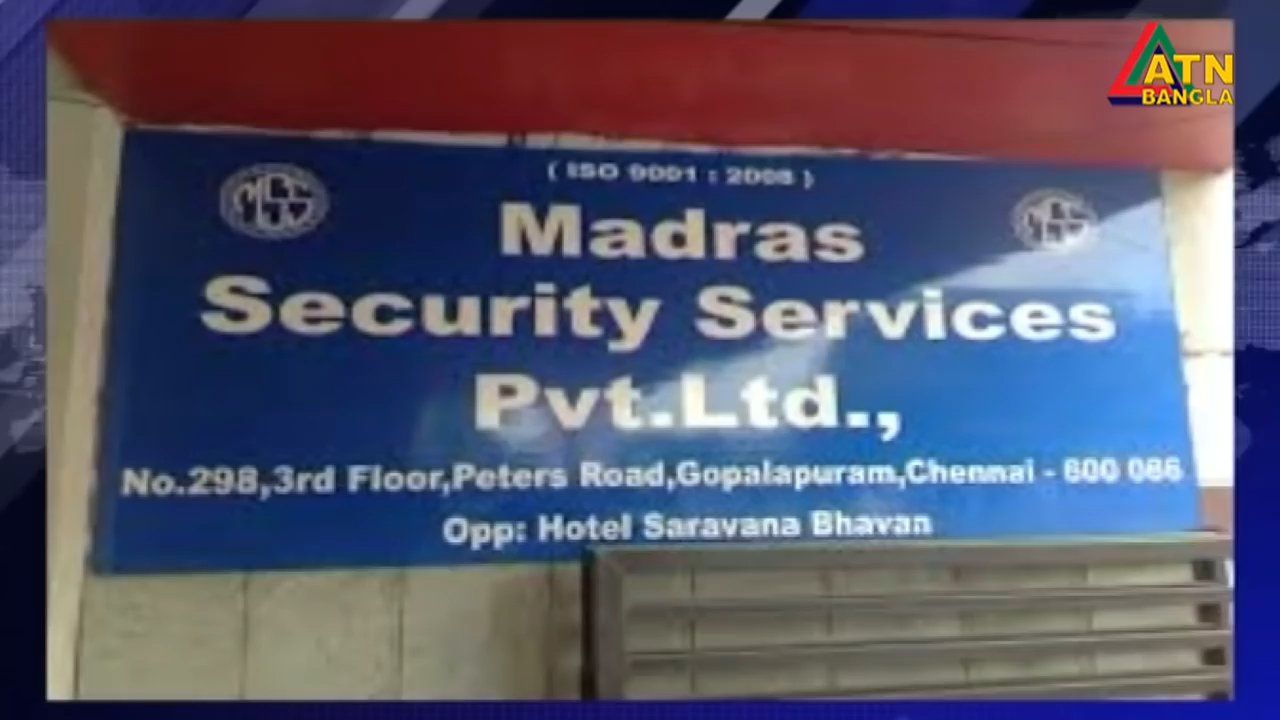 ATN
BANGLA
( ISO 9001 : 2008 )
Madras
Security Services
Pvt.Ltd.,
No.298,3rd Floor,Peters Road,Gopalapuram,Chennai - 600 086
Opp: Hotel Saravana Bhavan